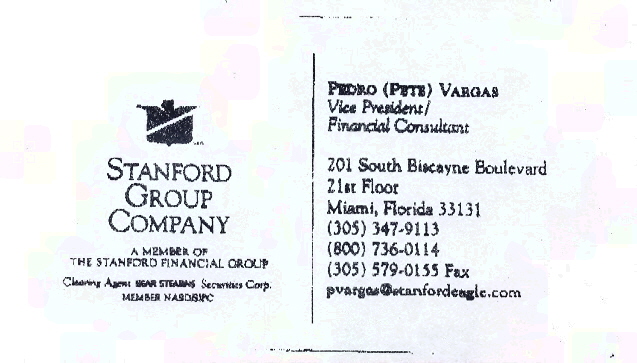 STANFORD
GROUP
COMPANY
A MEMBER OF
THE STANFORD FINANCIAL GROUP
Clearing Agent BEAR STEARNS Securities Corp.
MEMBER NASD/SIPC
PEDRO (PETE) VARGAS
Vice President/
Financial Consultant
201 South Biscayne Boulevard
21st Floor
Miami, Florida 33131
(305) 347-9113
(800) 736-0114
(305) 579-0155 Fax
pvargas@stanfordeagle.com